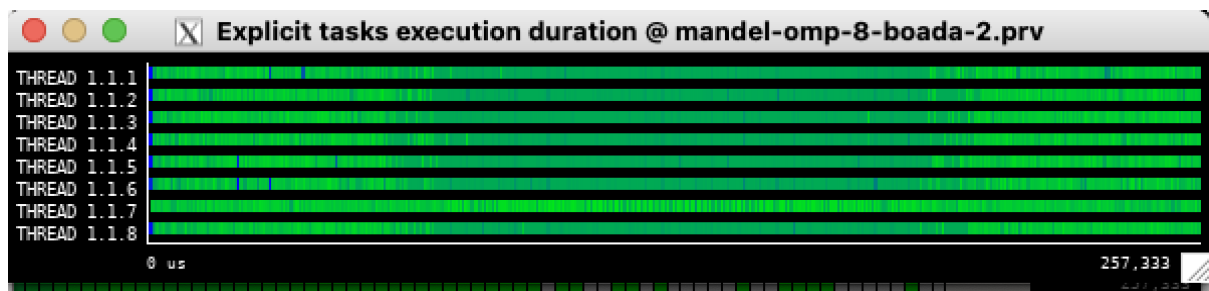 Explicit tasks execution duration @ mandel-omp-8-boada-2.prv
THREAD 1.1.1
THREAD 1.1.2
THREAD 1.1.3
THREAD 1.1.4
THREAD 1.1.5
THREAD 1.1.6
THREAD 1.1.7
THREAD 1.1.8
0 us 257,333